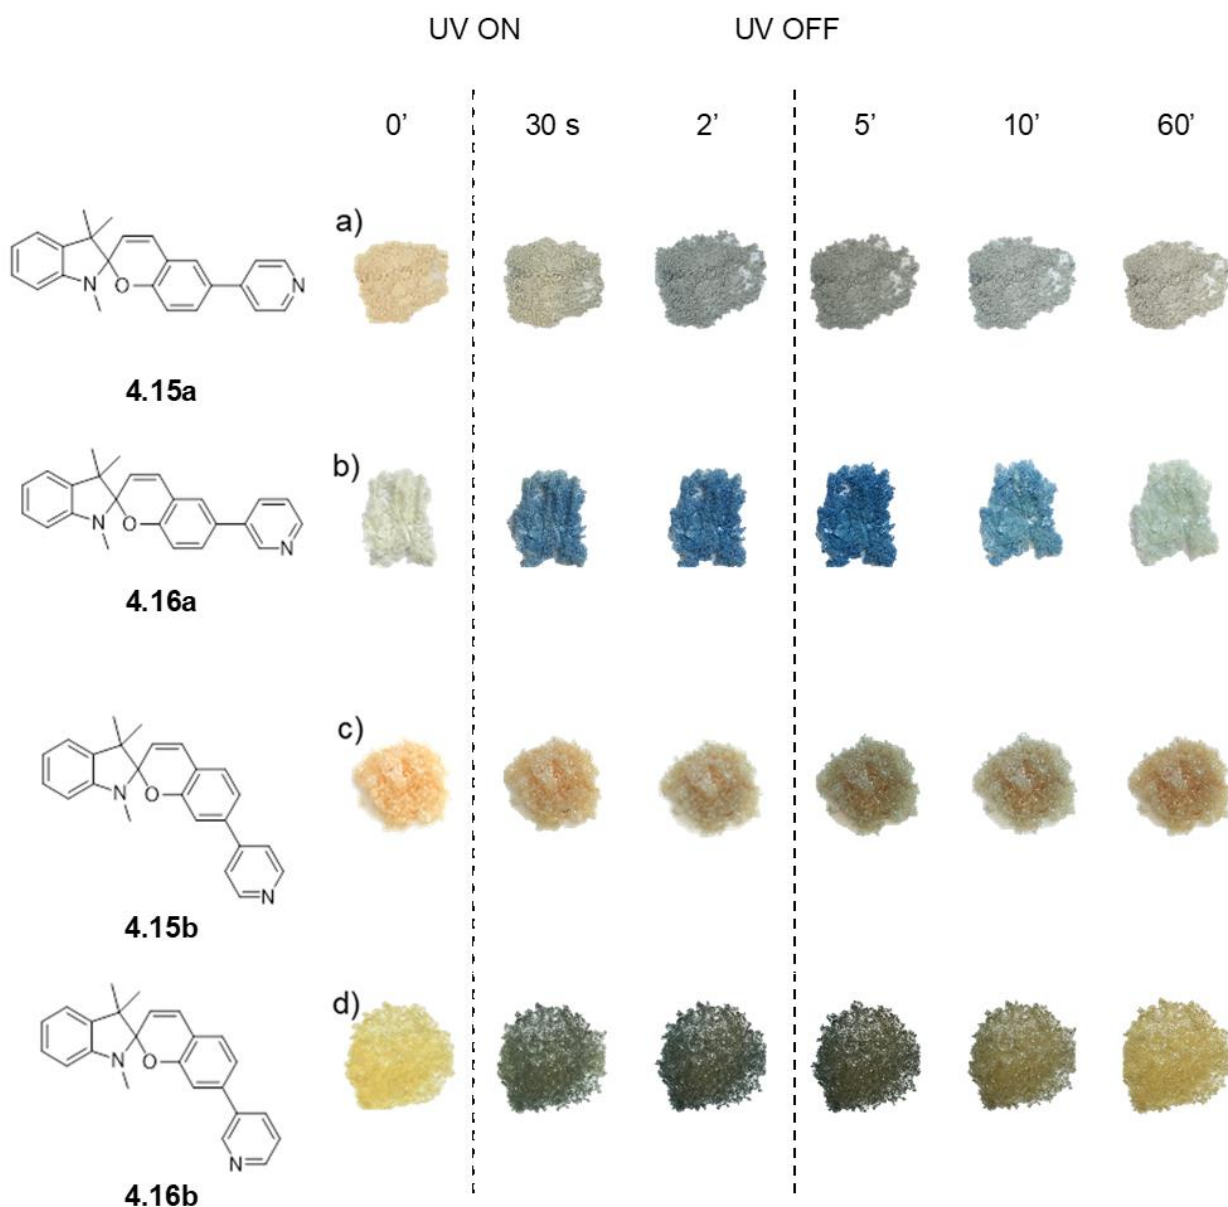 UV ON UV OFF
0’ 30 s 2’ 5’ 10’ 60’
a)
N O N
4.15a
b)
N O N
4.16a
c)
N O
N
4.15b
d)
N O
N
4.16b